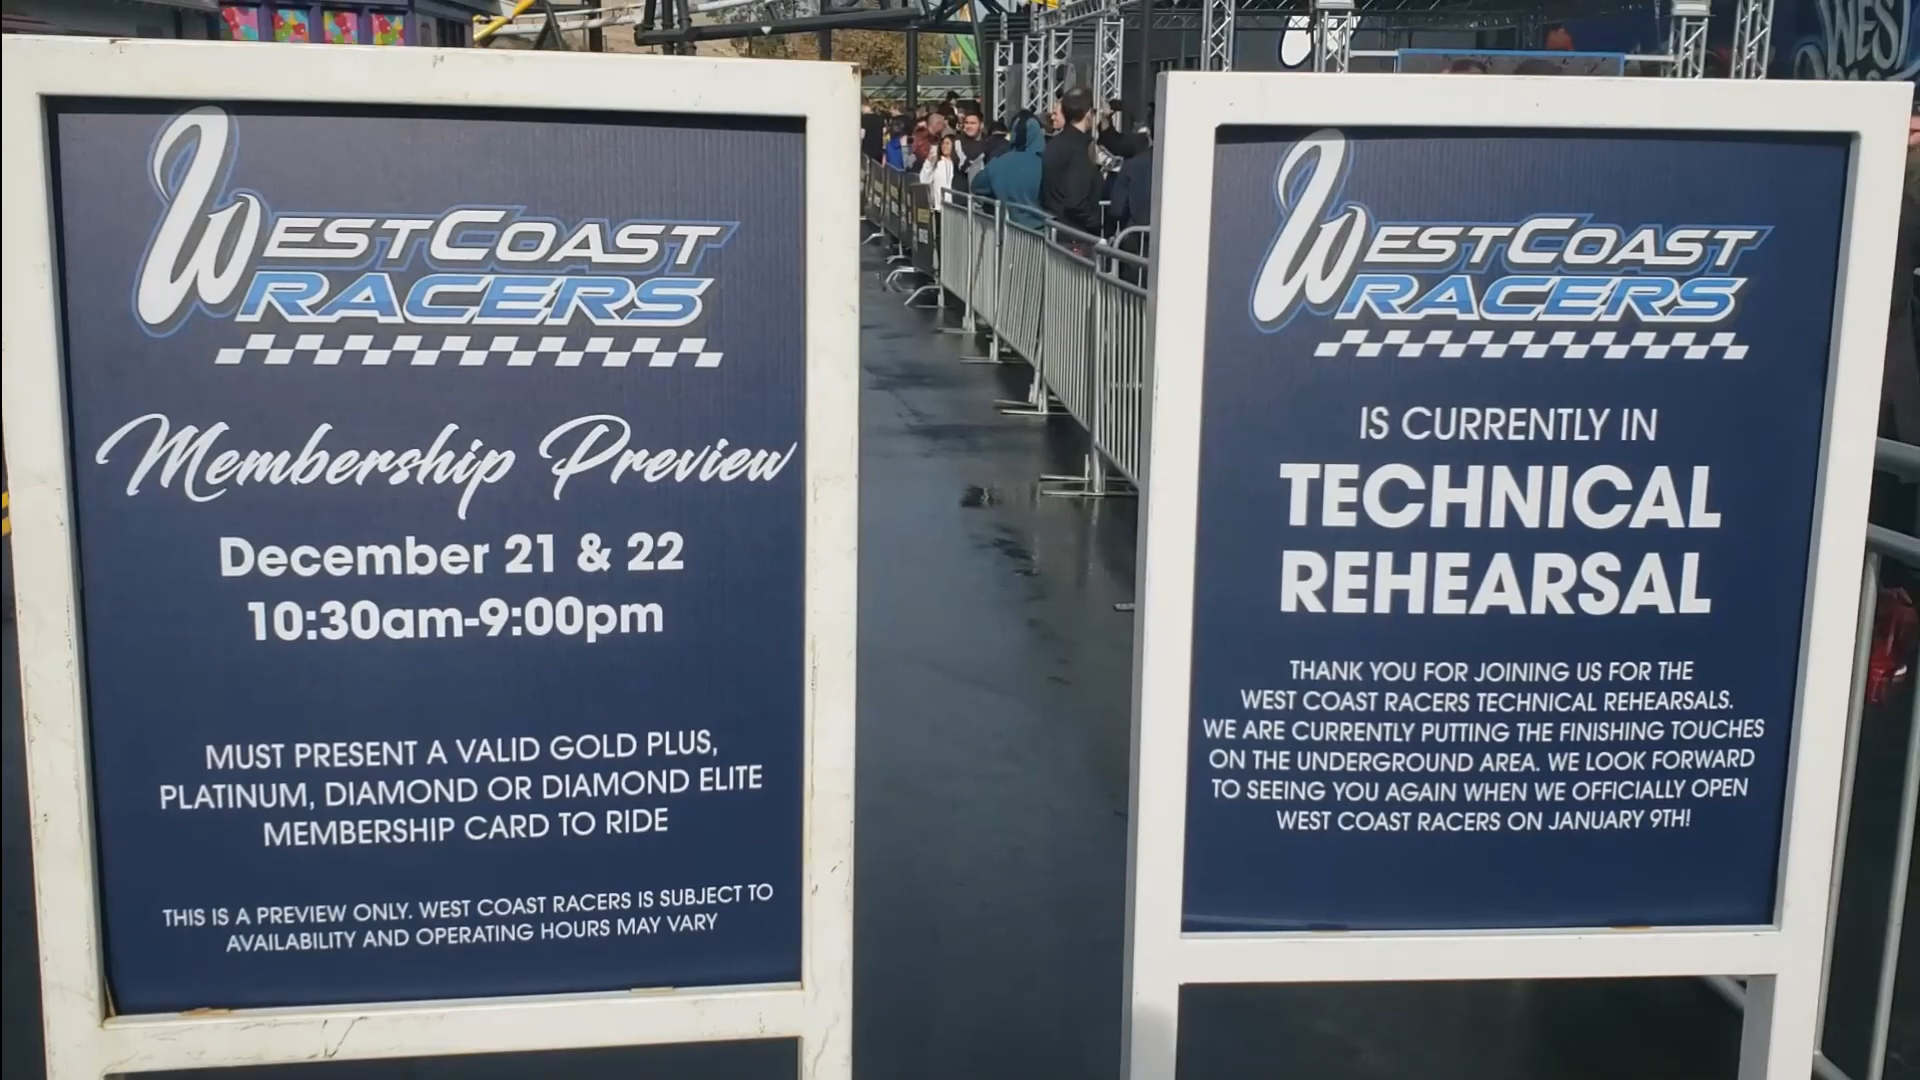 WEST COAST
RACERS
Membership Preview
December 21 & 22
10:30am-9:00pm
MUST PRESENT A VALID GOLD PLUS,
PLATINUM, DIAMOND OR DIAMOND ELITE
MEMBERSHIP CARD TO RIDE
THIS IS A PREVIEW ONLY. WEST COAST RACERS IS SUBJECT TO
AVAILABILITY AND OPERATING HOURS MAY VARY
WEST COAST
RACERS
IS CURRENTLY IN
TECHNICAL
REHEARSAL
THANK YOU FOR JOINING US FOR THE
WEST COAST RACERS TECHNICAL REHEARSALS.
WE ARE CURRENTLY PUTTING THE FINISHING TOUCHES
ON THE UNDERGROUND AREA. WE LOOK FORWARD
TO SEEING YOU AGAIN WHEN WE OFFICIALLY OPEN
WEST COAST RACERS ON JANUARY 9TH!
WEST